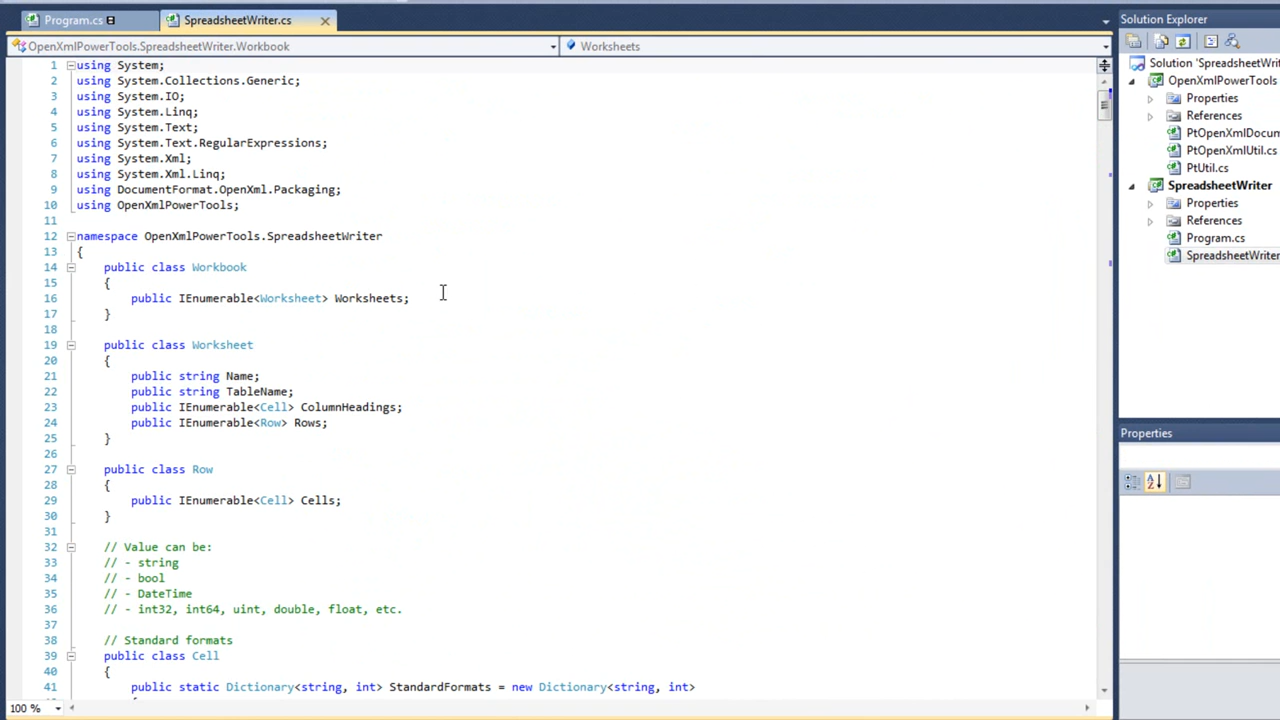 Program.cs
SpreadsheetWriter.cs
OpenXmlPowerTools.SpreadsheetWriter.Workbook
Worksheets
1 using System;
2 using System.Collections.Generic;
3 using System.IO;
4 using System.Linq;
5 using System.Text;
6 using System.Text.RegularExpressions;
7 using System.Xml;
8 using System.Xml.Linq;
9 using DocumentFormat.OpenXml.Packaging;
10 using OpenXmlPowerTools;
11
12 namespace OpenXmlPowerTools.SpreadsheetWriter
13 {
14 public class Workbook
15 {
16 public IEnumerable<Worksheet> Worksheets;
17 }
18
19 public class Worksheet
20 {
21 public string Name;
22 public string TableName;
23 public IEnumerable<Cell> ColumnHeadings;
24 public IEnumerable<Row> Rows;
25 }
26
27 public class Row
28 {
29 public IEnumerable<Cell> Cells;
30 }
31
32 // Value can be:
33 // - string
34 // - bool
35 // - DateTime
36 // - int32, int64, uint, double, float, etc.
37
38 // Standard formats
39 public class Cell
40 {
41 public static Dictionary<string, int> StandardFormats = new Dictionary<string, int>
100 %
Solution Explorer
Solution 'SpreadsheetWri
OpenXmlPowerTools
Properties
References
PtOpenXmlDocum
PtOpenXmlUtil.cs
PtUtil.cs
SpreadsheetWriter
Properties
References
Program.cs
SpreadsheetWriter
Properties